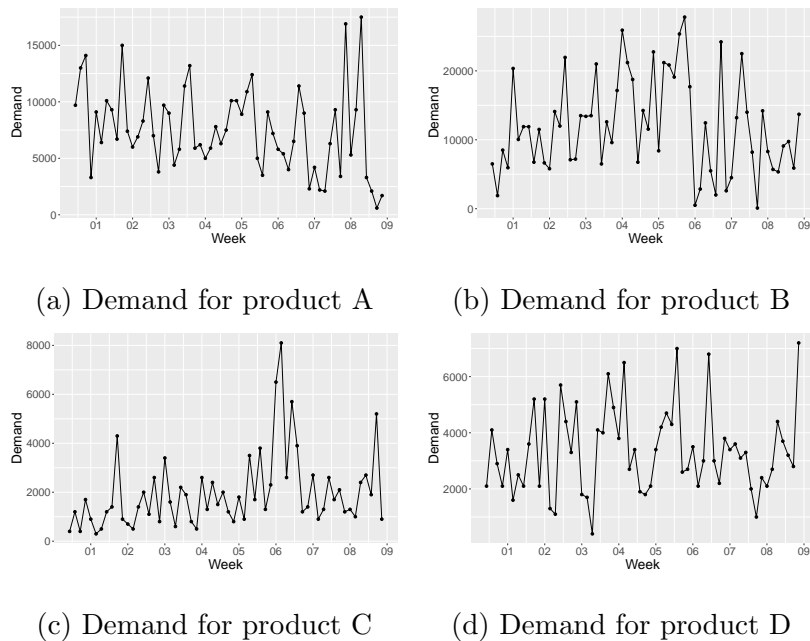 15000
10000
5000
0
Demand
01 02 03 04 05 06 07 08 09
Week
(a) Demand for product A
20000
10000
0
Demand
01 02 03 04 05 06 07 08 09
Week
(b) Demand for product B
8000
6000
4000
2000
0
Demand
01 02 03 04 05 06 07 08 09
Week
(c) Demand for product C
6000
4000
2000
Demand
01 02 03 04 05 06 07 08 09
Week
(d) Demand for product D